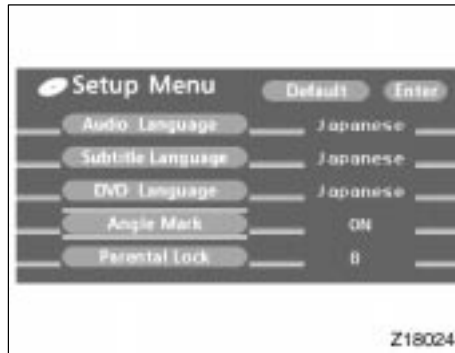 Setup Menu Default Enter
Audio Language Japanese
Subtitle Language Japanese
DVD Language Japanese
Angle Mark ON
Parental Lock 8
Z18024